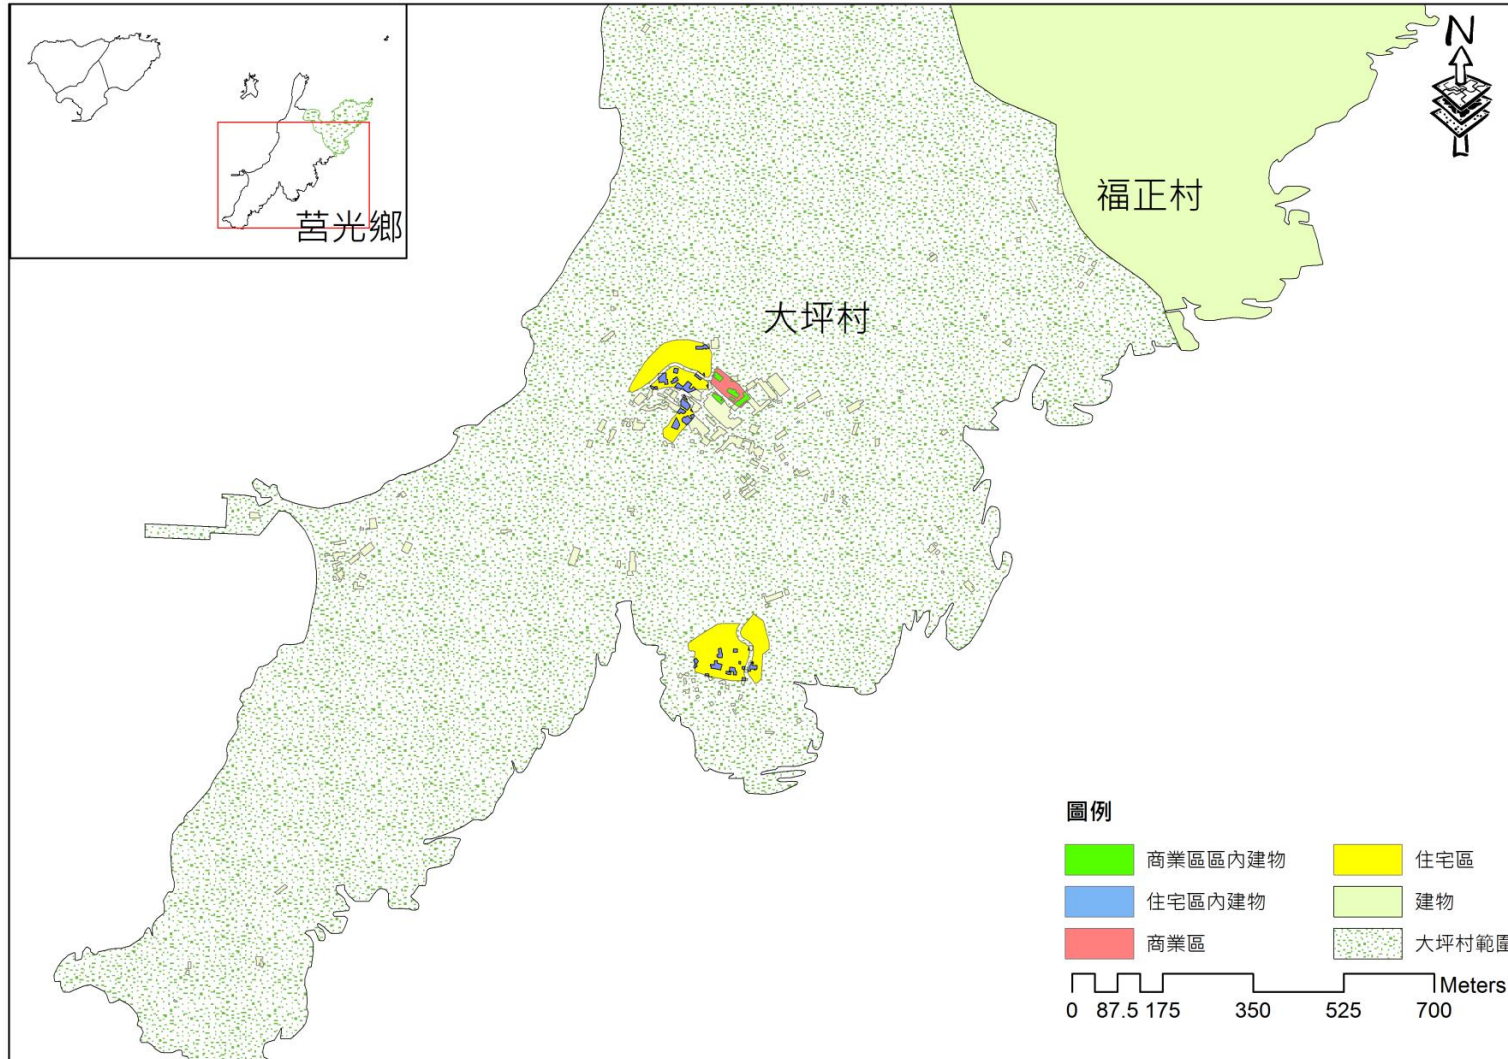 莒光鄉
N
福正村
大坪村
圖例
商業區區內建物
住宅區
住宅區內建物
建物
商業區
大坪村範圍
Meters
0 87.5 175 350 525 700